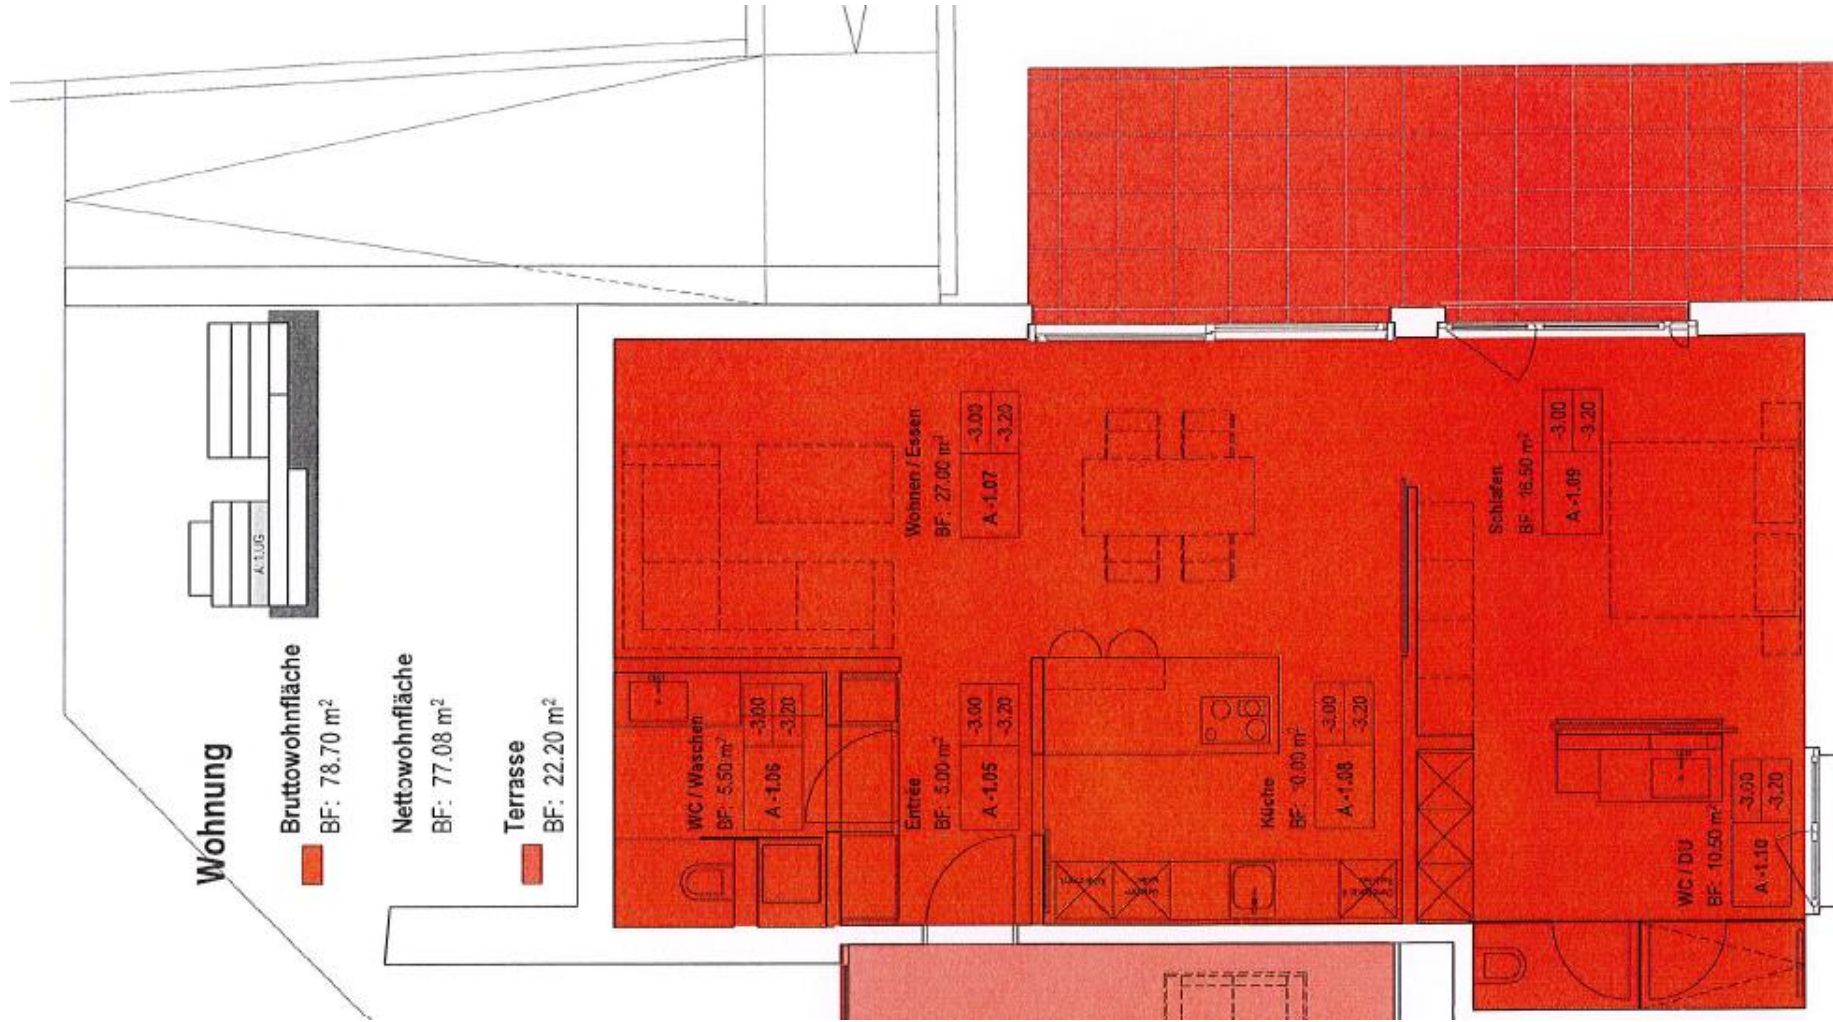 Wohnung
Bruttowohnfläche
BF: 78.70 m²
Nettowohnfläche
BF: 77.08 m²
Terrasse
BF: 22.20 m²
A: 1.UG
WC / Waschen
BF: 5.50 m²
A -1.06
-3.00
-3.20
Wohnen / Essen
BF: 27.00 m²
A -1.07
-3.00
-3.20
Entrée
BF: 5.00 m²
A -1.05
-3.00
-3.20
Küche
BF:
A -1.08
-3.00
-3.20
Schlafen
BF: 16.50 m²
A -1.09
-3.00
-3.20
WC / DU
BF: 10.50 m²
A -1.10
-3.00
-3.20